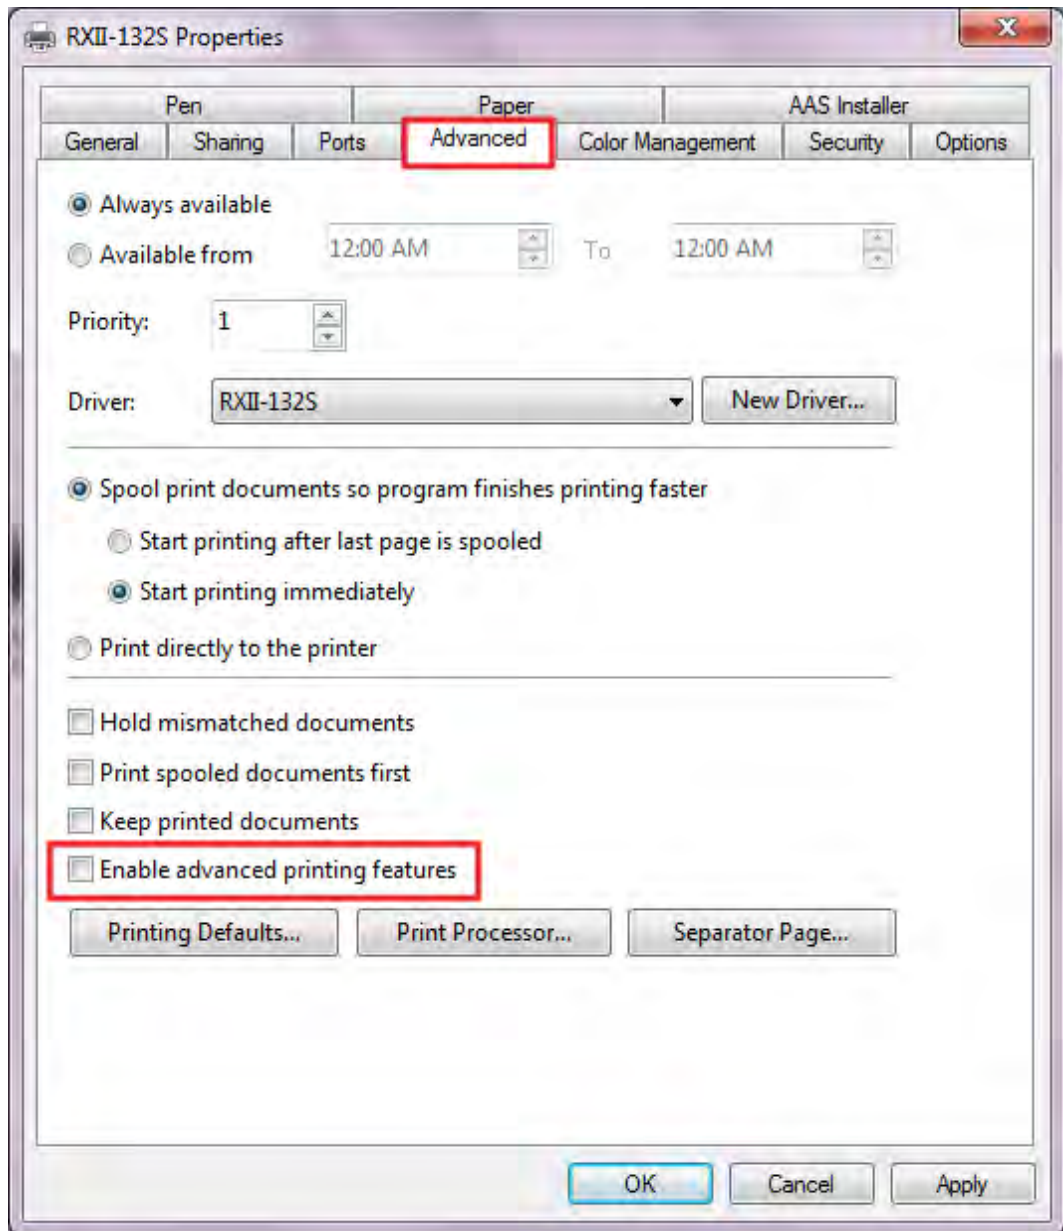 RXII-132S Properties
Pen Paper AAS Installer
General Sharing Ports Advanced Color Management Security Options
Always available
Available from 12:00 AM To 12:00 AM
Priority: 1
Driver: RXII-132S New Driver...
Spool print documents so program finishes printing faster
Start printing after last page is spooled
Start printing immediately
Print directly to the printer
Hold mismatched documents
Print spooled documents first
Keep printed documents
Enable advanced printing features
Printing Defaults... Print Processor... Separator Page...
OK Cancel Apply